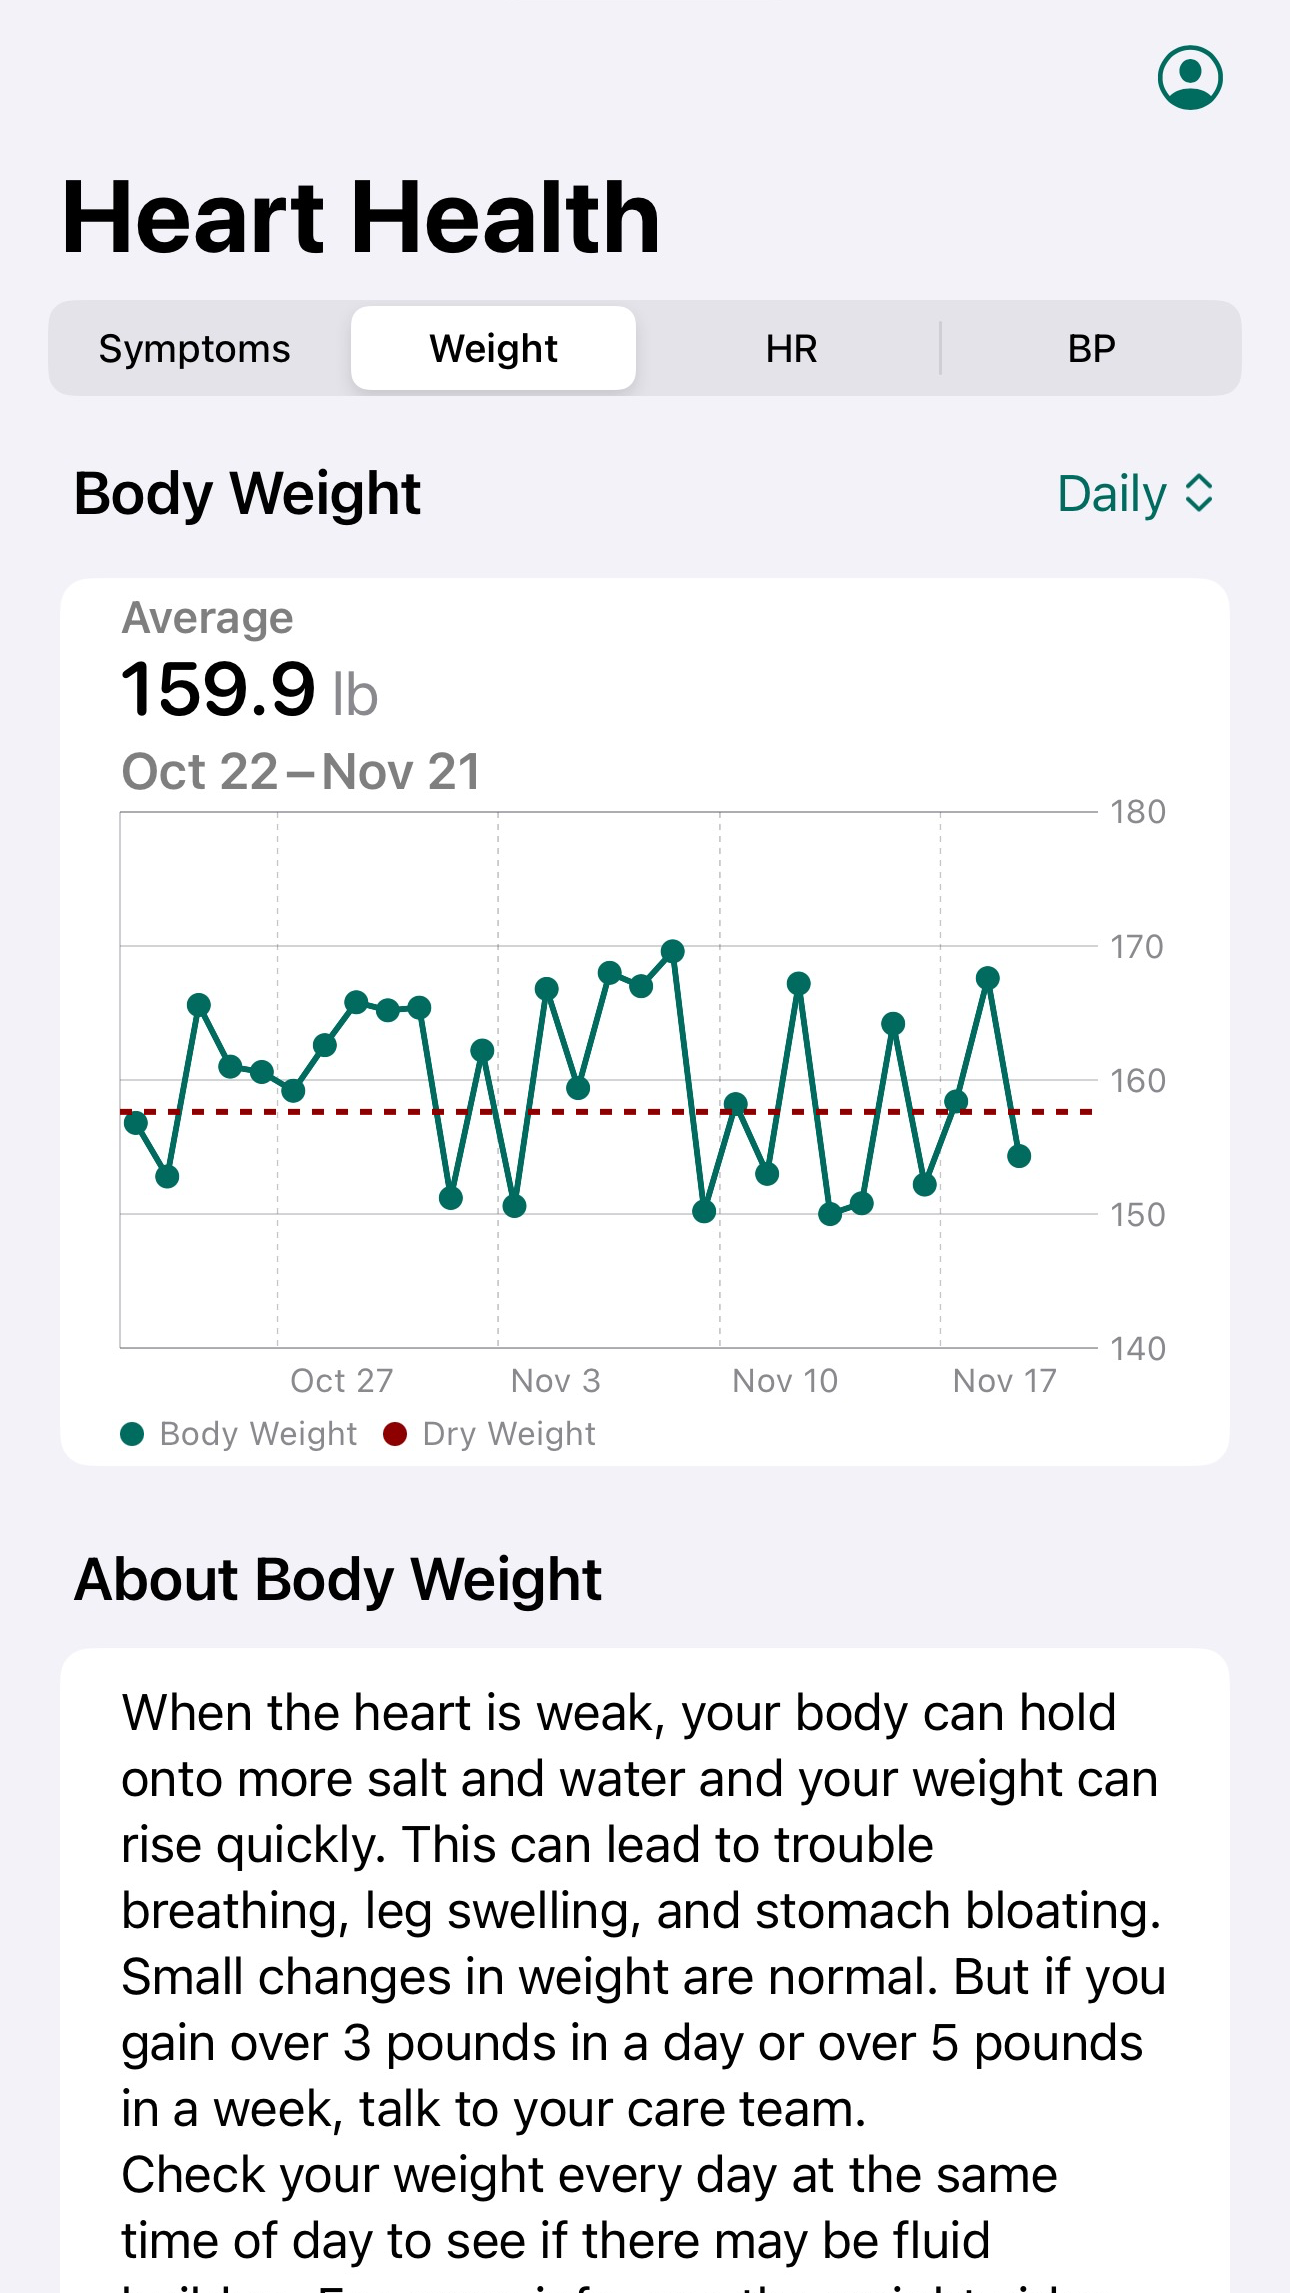 Heart Health
Symptoms Weight HR BP
Body Weight Daily
Average
159.9 lb
Oct 22–Nov 21
180
170
160
150
140
Oct 27 Nov 3 Nov 10 Nov 17
Body Weight Dry Weight
About Body Weight
When the heart is weak, your body can hold
onto more salt and water and your weight can
rise quickly. This can lead to trouble
breathing, leg swelling, and stomach bloating.
Small changes in weight are normal. But if you
gain over 3 pounds in a day or over 5 pounds
in a week, talk to your care team.
Check your weight every day at the same
time of day to see if there may be fluid